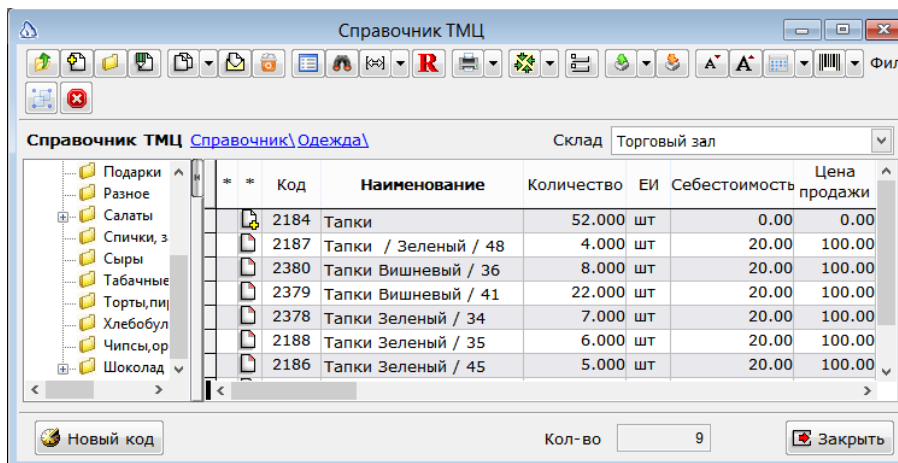 Справочник ТМЦ
R A A Фил
Справочник ТМЦ Справочник\ Одежда\ Склад Торговый зал
Подарки
Разное
Салаты
Спички, з
Сыры
Табачные
Торты,пи
Хлебобул
Чипсы,ор
Шоколад
* * Код Наименование Количество ЕИ Себестоимость Цена продажи
2184 Тапки 52.000 шт 0.00 0.00
2187 Тапки / Зеленый / 48 4.000 шт 20.00 100.00
2380 Тапки Вишневый / 36 8.000 шт 20.00 100.00
2379 Тапки Вишневый / 41 22.000 шт 20.00 100.00
2378 Тапки Зеленый / 34 7.000 шт 20.00 100.00
2188 Тапки Зеленый / 35 6.000 шт 20.00 100.00
2186 Тапки Зеленый / 45 5.000 шт 20.00 100.00
Новый код Кол-во 9 Закрыть